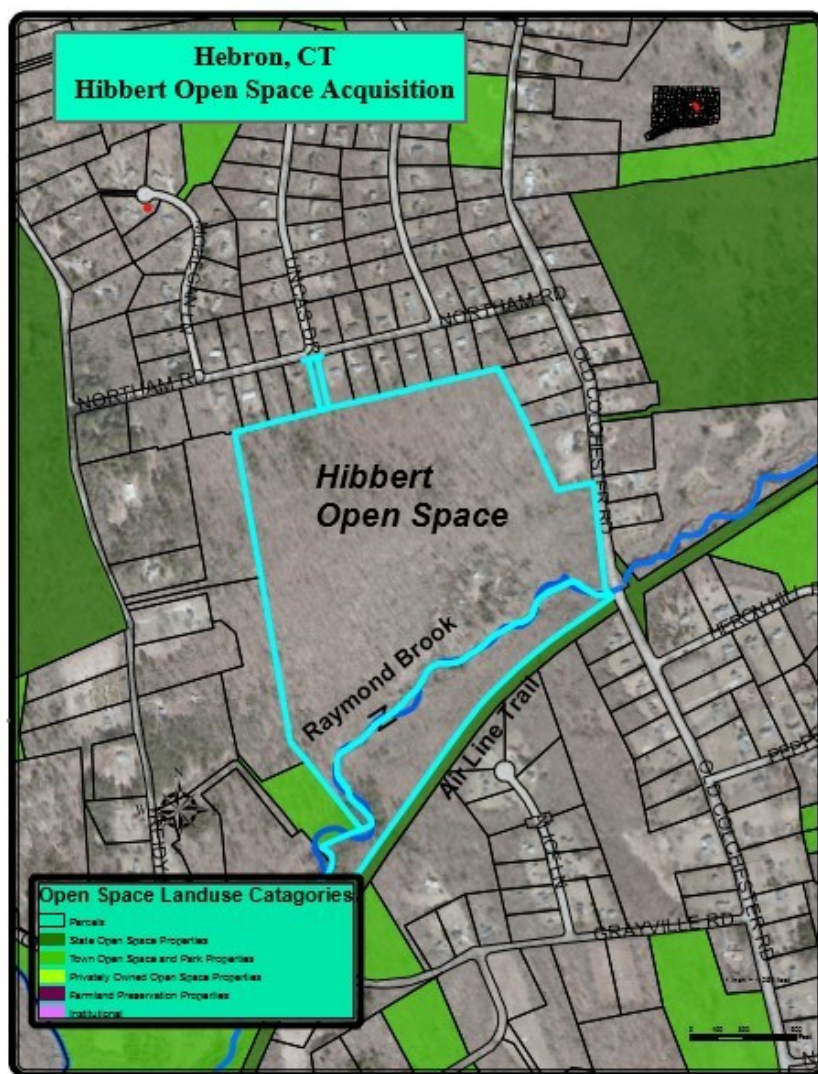 Hebron, CT
Hibbert Open Space Acquisition
UNCAS DR
NORTHAM RD
NORTHAM RD
OLD COLCHESTER RD
Hibbert
Open Space
Raymond Brook
Air Line Trail
HERON HILL
OLD COLCHESTER RD
GRAYVILLE RD
N
W
Open Space Landuse Catagories
Parcels
State Open Space Properties
Town Open Space and Park Properties
Privately Owned Open Space Properties
Farmland Preservation Properties
Institutional